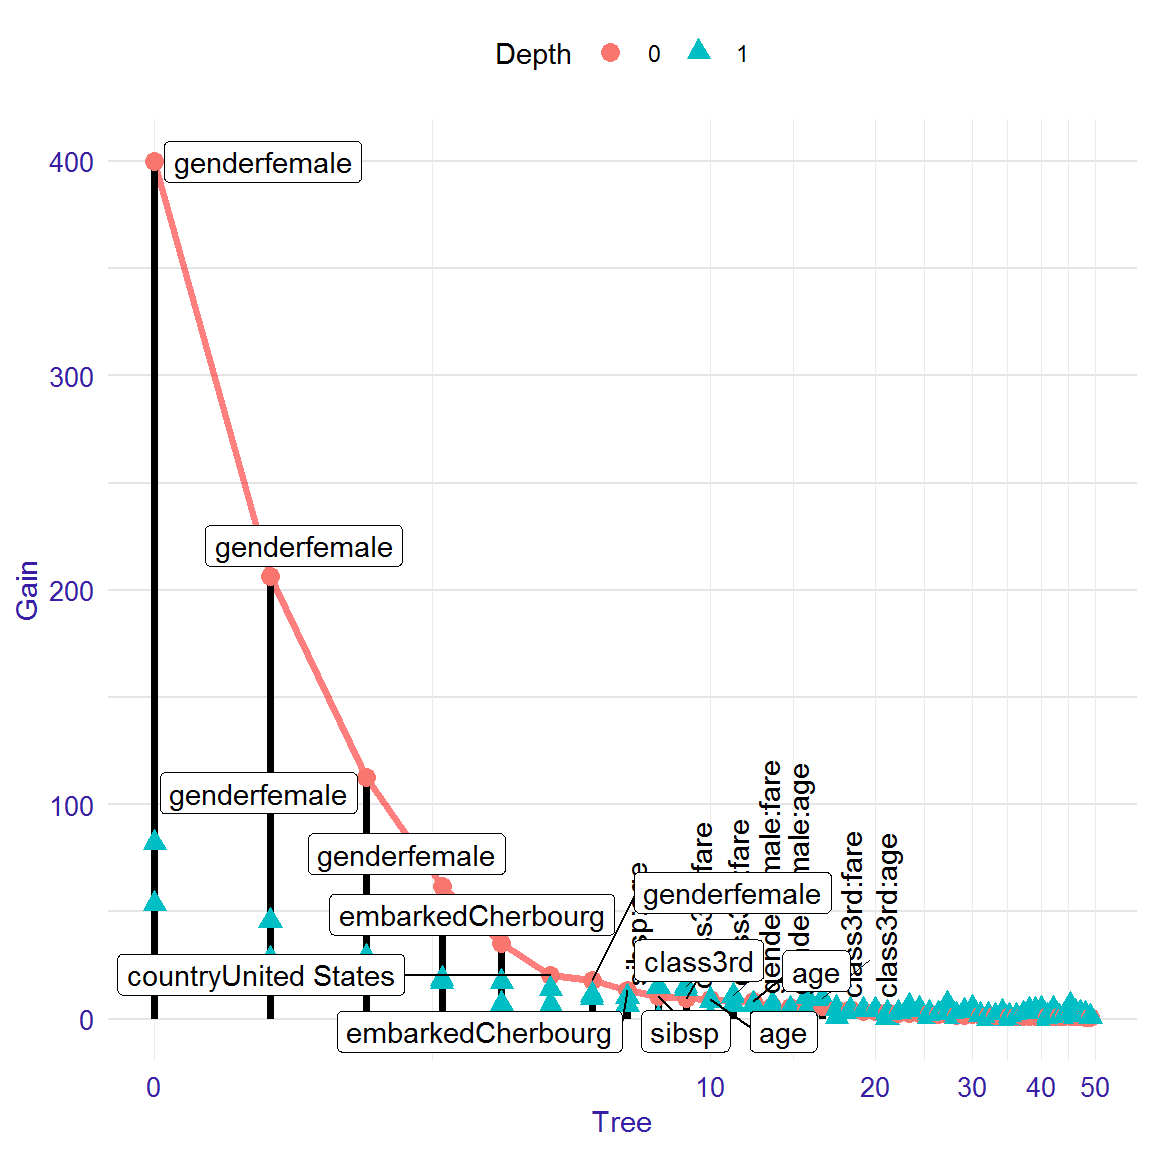 Depth 0 1
400
300
200
100
0
Gain
genderfemale
genderfemale
genderfemale
genderfemale
embarkedCherbourg
genderfemale
countryUnited States
class3rd
age
embarkedCherbourg
sibsp
age
class3rd:fare
class3rd:age
0 10 20 30 40 50
Tree